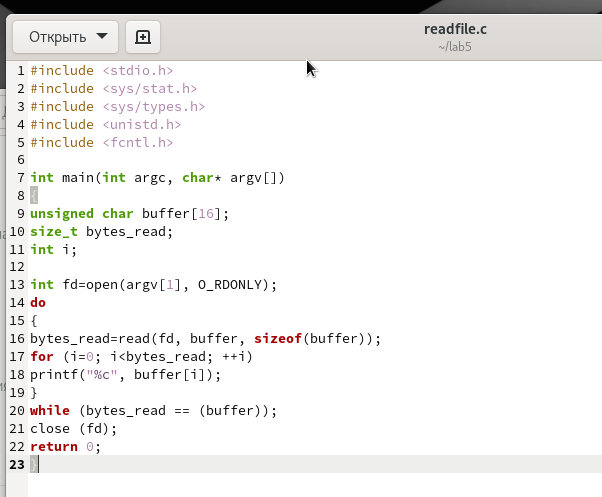 Открыть
readfile.c
~/lab5
1 #include <stdio.h>
2 #include <sys/stat.h>
3 #include <sys/types.h>
4 #include <unistd.h>
5 #include <fcntl.h>
6
7 int main(int argc, char* argv[])
8 {
9 unsigned char buffer[16];
10 size_t bytes_read;
11 int i;
12
13 int fd=open(argv[1], O_RDONLY);
14 do
15 {
16 bytes_read=read(fd, buffer, sizeof(buffer));
17 for (i=0; i<bytes_read; ++i)
18 printf("%c", buffer[i]);
19 }
20 while (bytes_read == (buffer));
21 close (fd);
22 return 0;
23 }